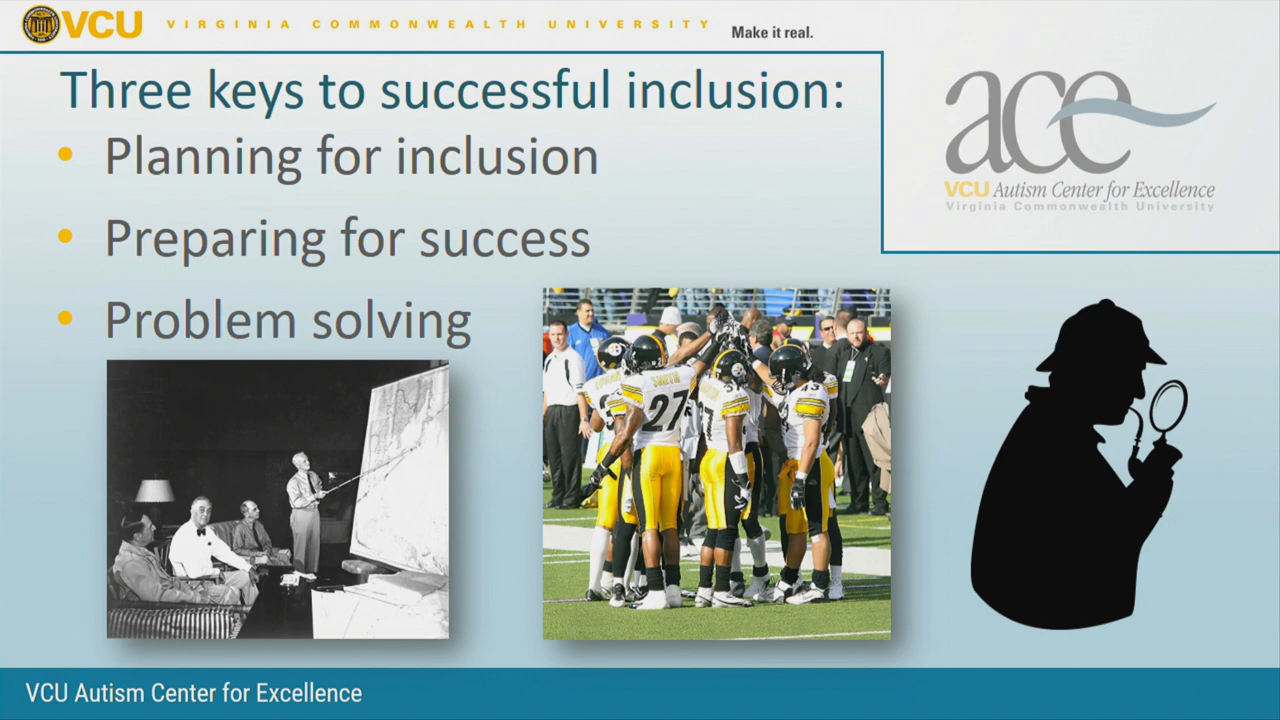 VCU VIRGINIA COMMONWEALTH UNIVERSITY Make it real.
Three keys to successful inclusion:
• Planning for inclusion
• Preparing for success
• Problem solving
ace
VCU Autism Center for Excellence
Virginia Commonwealth University
SMITH
27
43
VCU Autism Center for Excellence